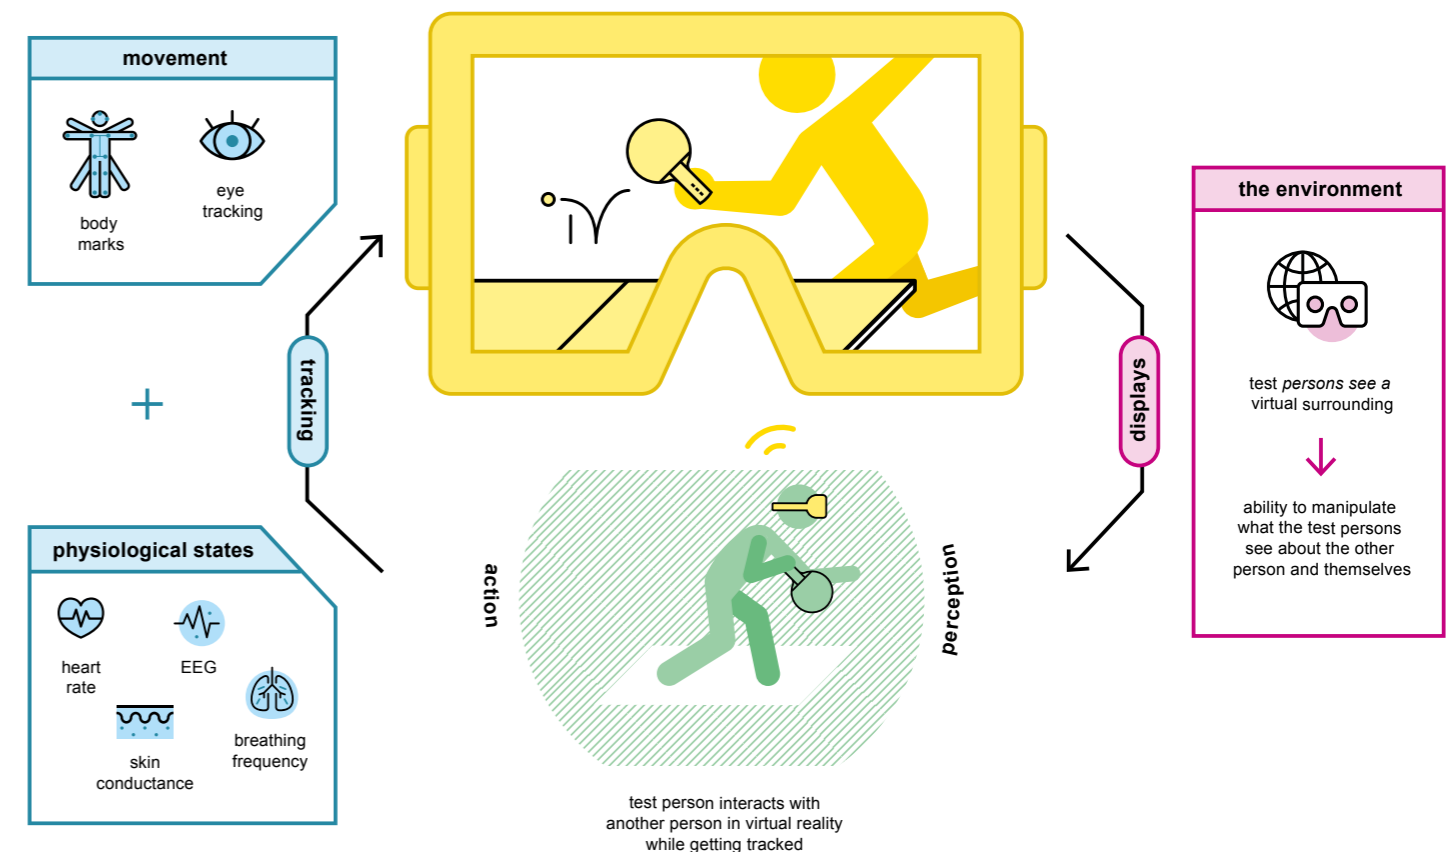 movement
body
marks
eye
tracking
tracking
physiological states
heart
rate
EEG
skin
conductance
breathing
frequency
action
perception
test person interacts with
another person in virtual reality
while getting tracked
displays
the environment
test persons see a
virtual surrounding
ability to manipulate
what the test persons
see about the other
person and themselves